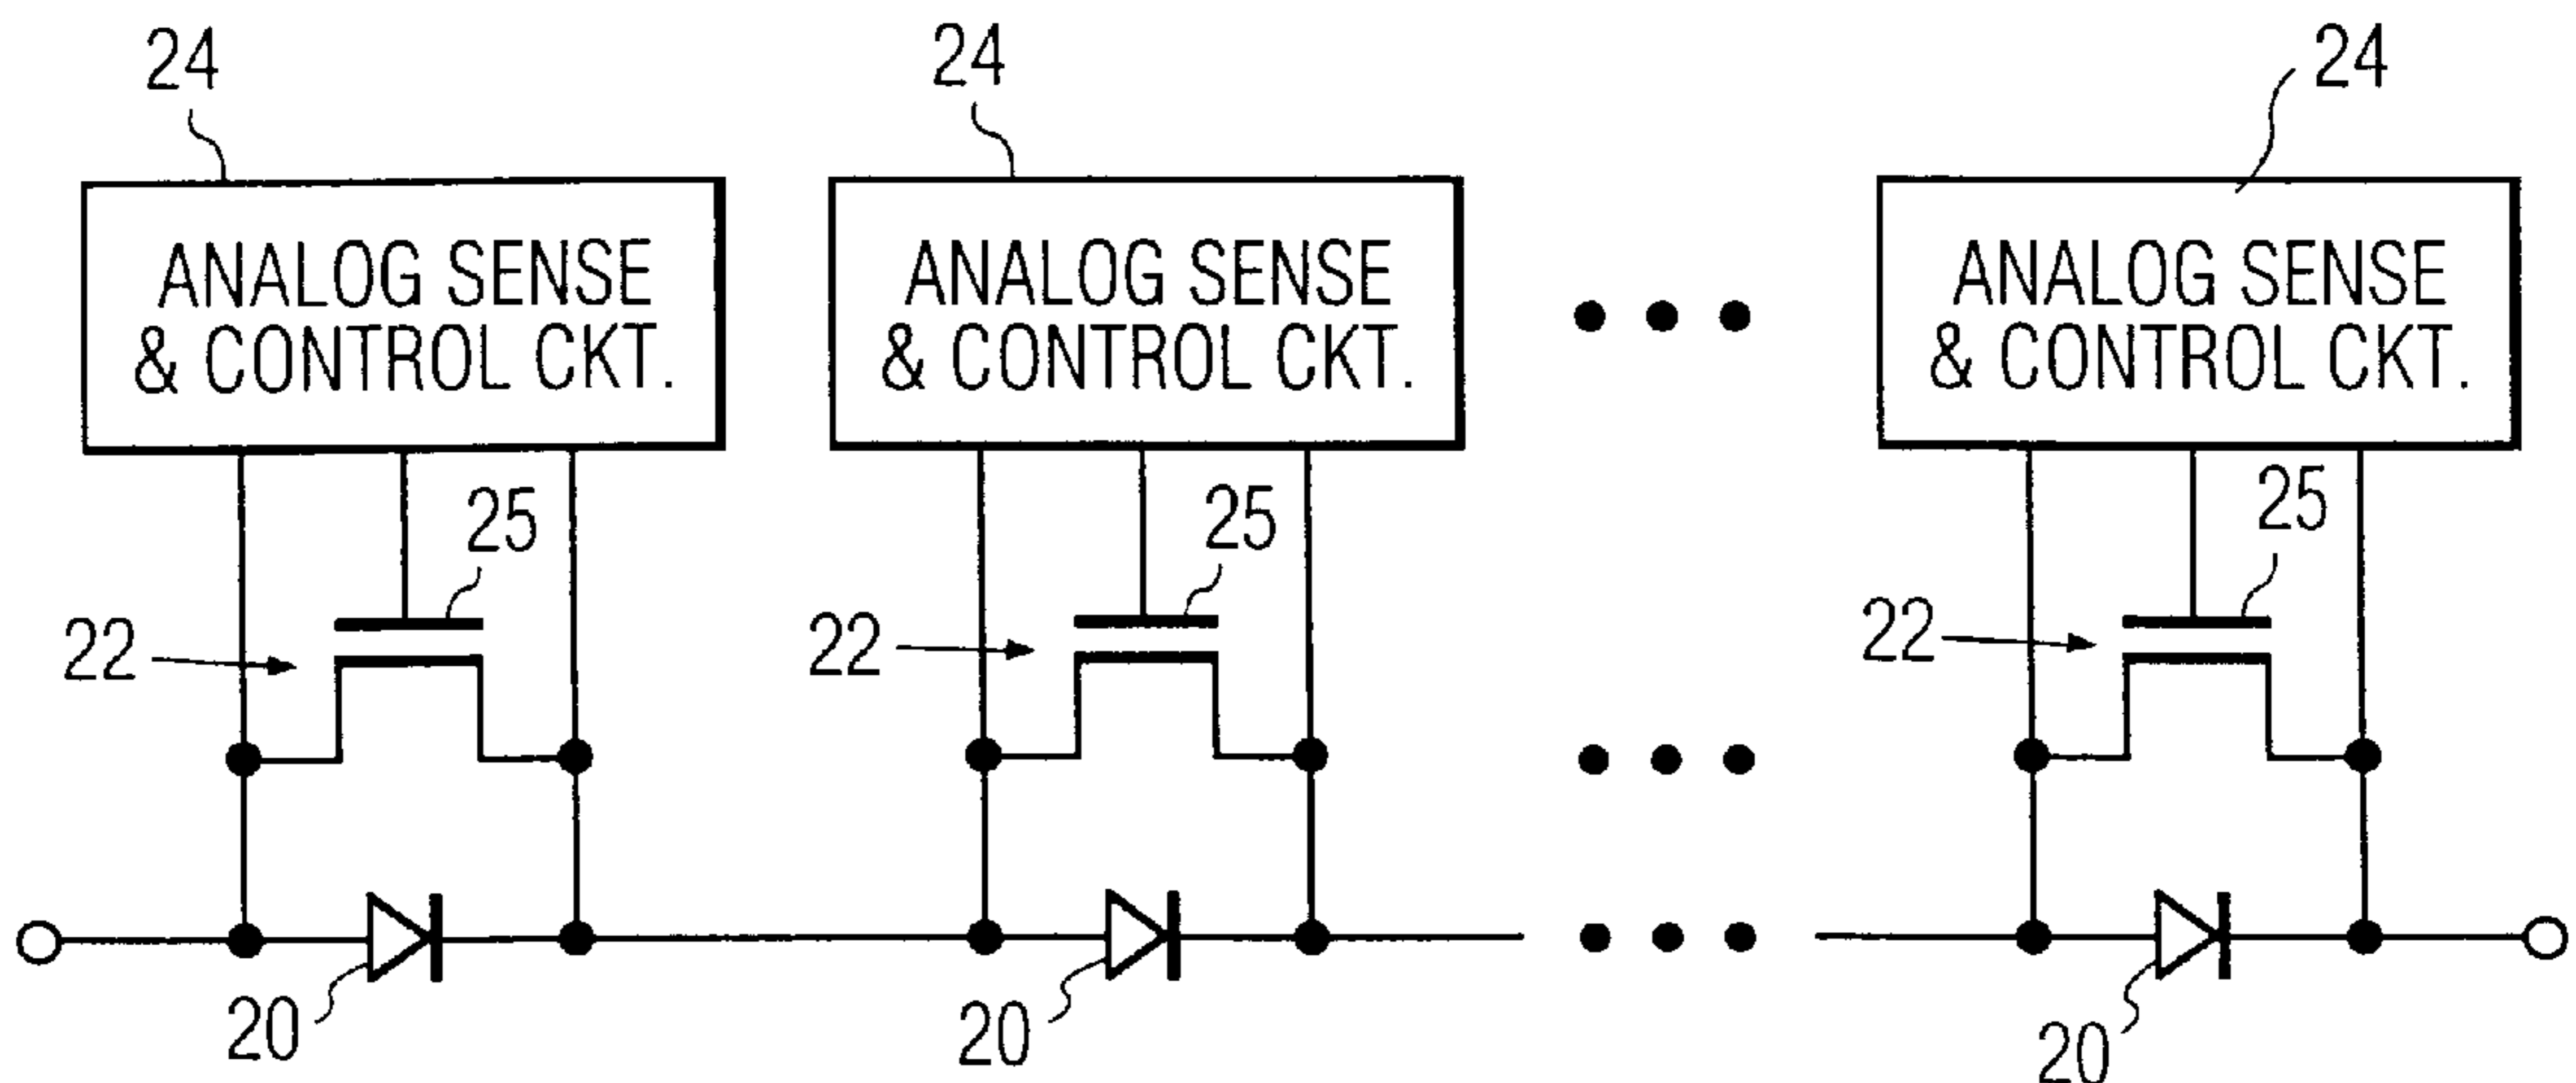 24
24
24
ANALOG SENSE
& CONTROL CKT.
ANALOG SENSE
& CONTROL CKT.
ANALOG SENSE
& CONTROL CKT.
25
25
25
22
22
22
20
20
20